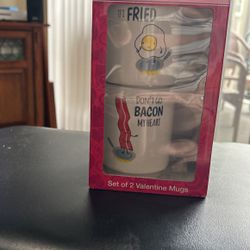 FRIED
DON'T GO
BACON
MY HEART
Set of 2 Valentine Mugs